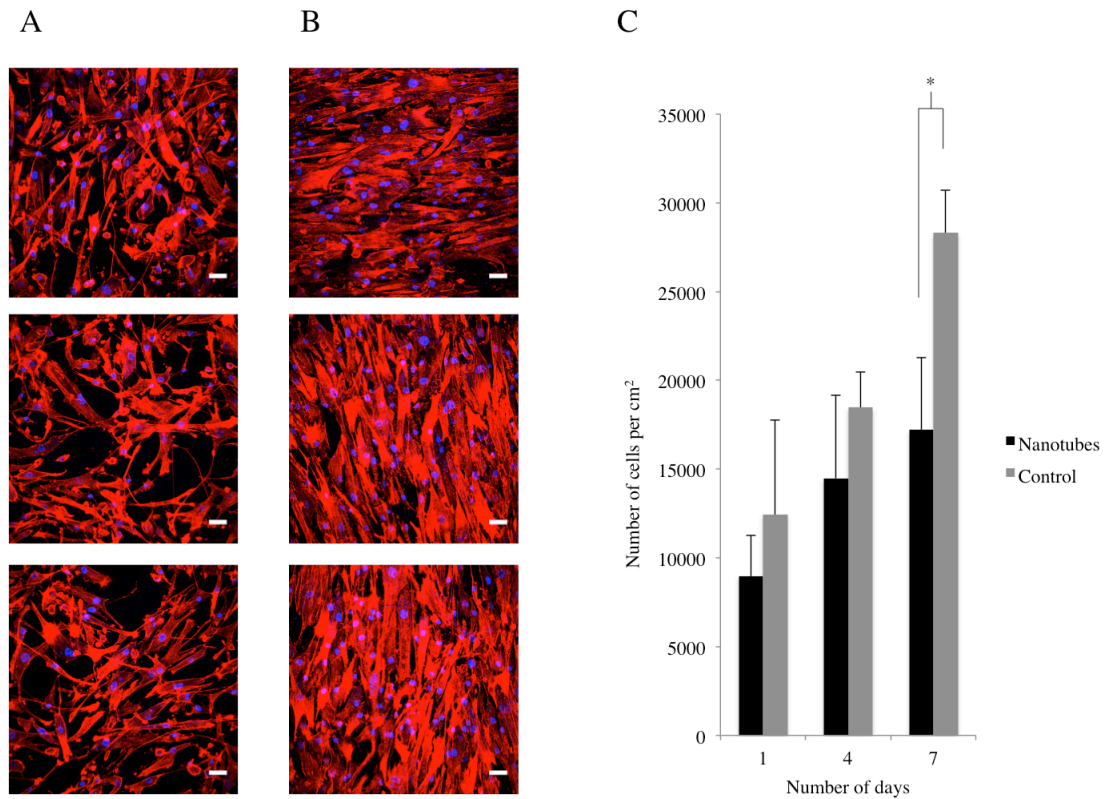 A
B
C
*
35000
30000
25000
20000
15000
10000
5000
0
Number of cells per cm²
1
4
7
Number of days
Nanotubes
Control